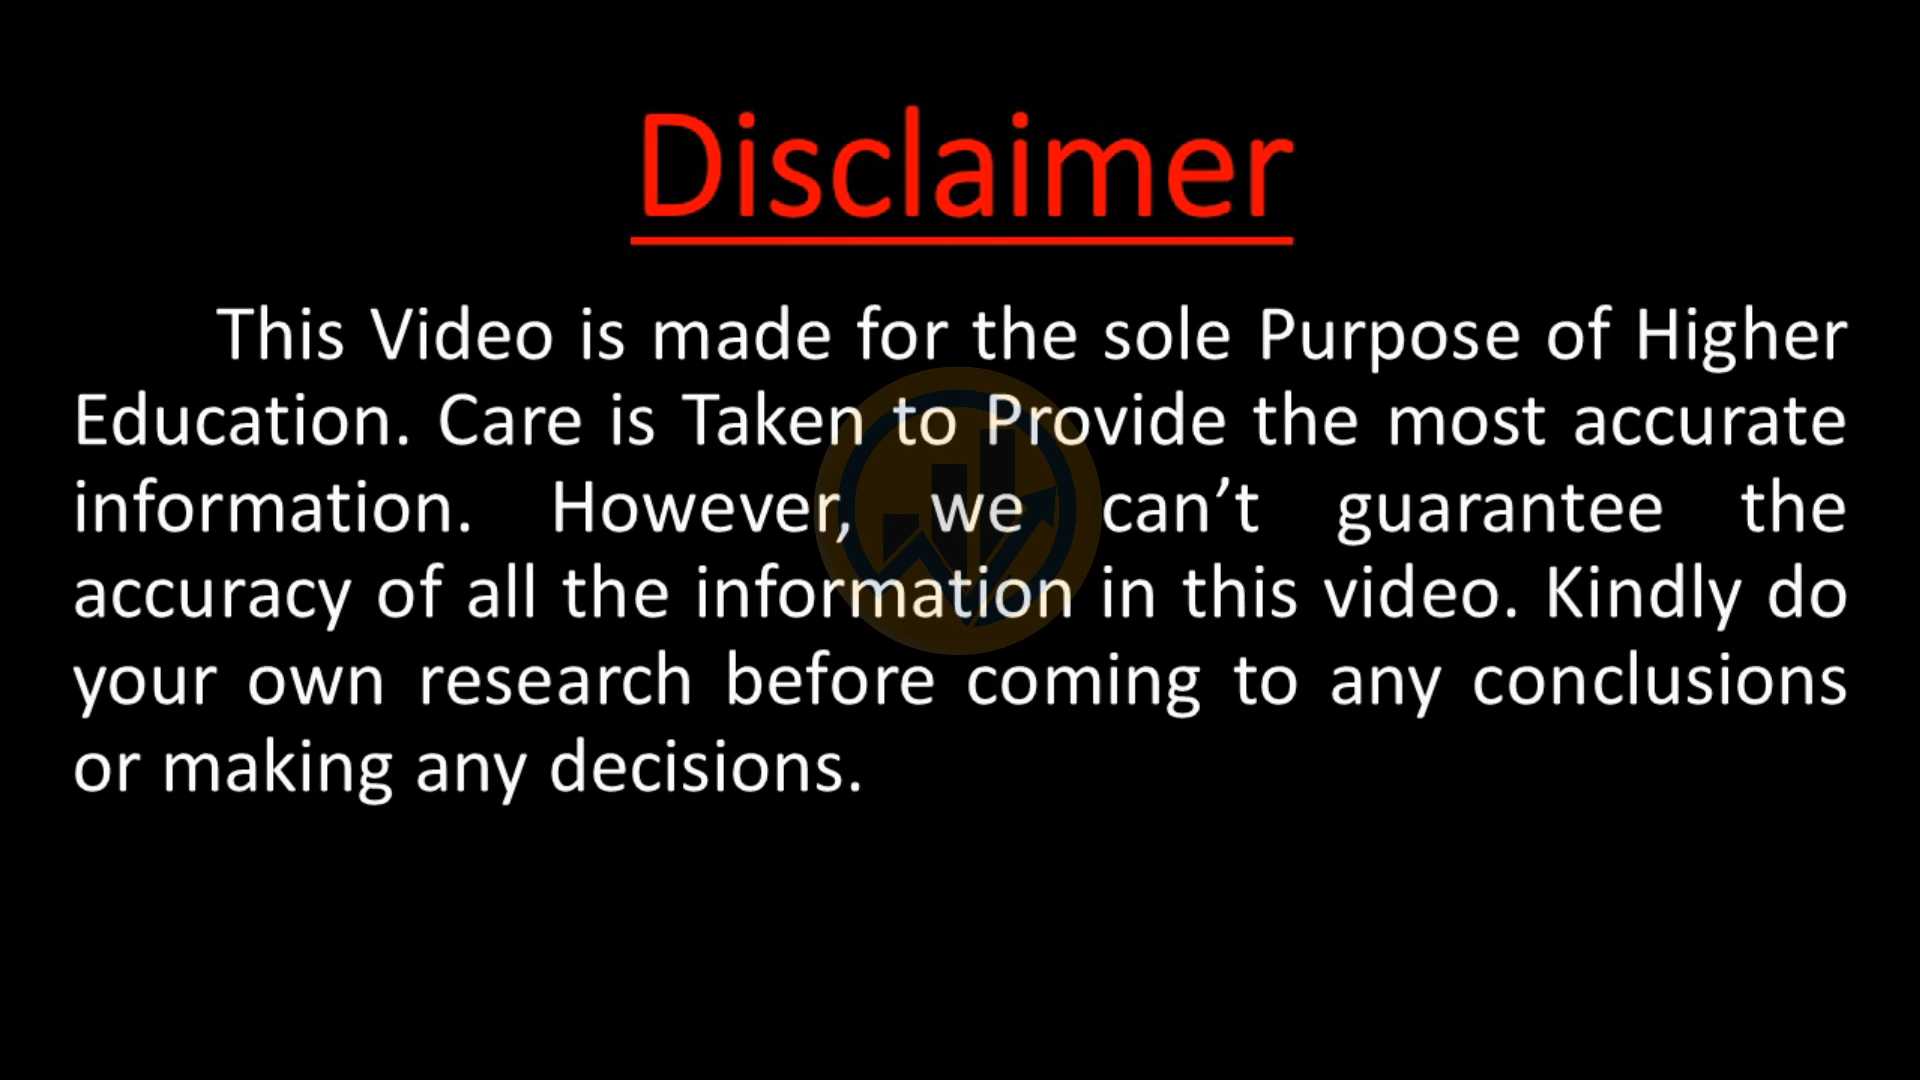 Disclaimer
This Video is made for the sole Purpose of Higher
Education. Care is Taken to Provide the most accurate
information. However, we can’t guarantee the
accuracy of all the information in this video. Kindly do
your own research before coming to any conclusions
or making any decisions.